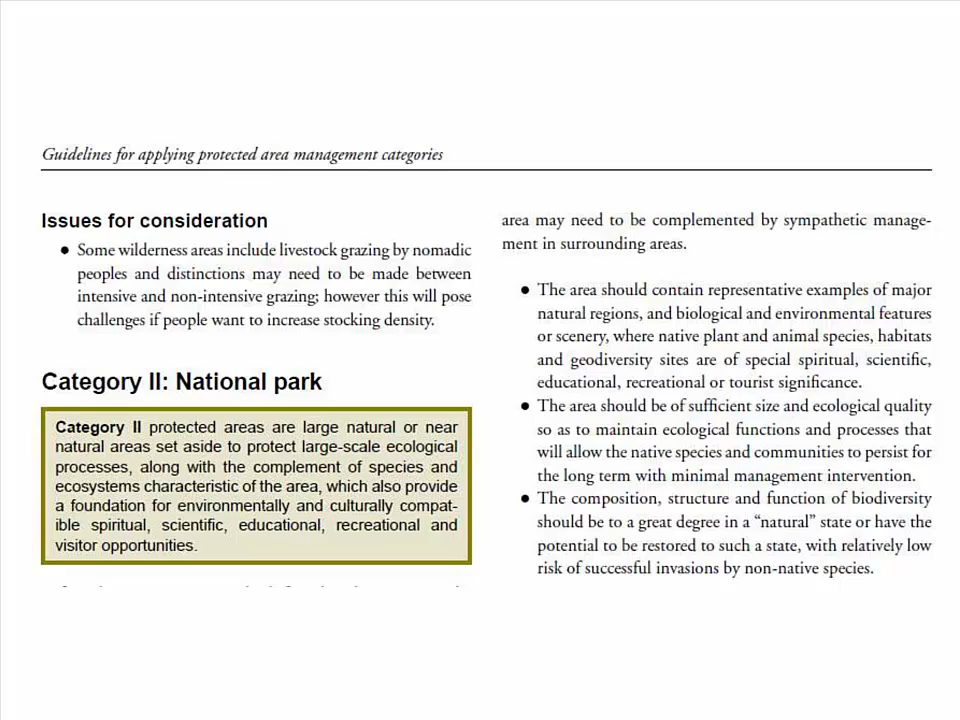 Guidelines for applying protected area management categories
Issues for consideration
● Some wilderness areas include livestock grazing by nomadic
peoples and distinctions may need to be made between
intensive and non-intensive grazing; however this will pose
challenges if people want to increase stocking density.
Category II: National park
Category II protected areas are large natural or near
natural areas set aside to protect large-scale ecological
processes, along with the complement of species and
ecosystems characteristic of the area, which also provide
a foundation for environmentally and culturally compat-
ible spiritual, scientific, educational, recreational and
visitor opportunities.
area may need to be complemented by sympathetic manage-
ment in surrounding areas.
● The area should contain representative examples of major
natural regions, and biological and environmental features
or scenery, where native plant and animal species, habitats
and geodiversity sites are of special spiritual, scientific,
educational, recreational or tourist significance.
● The area should be of sufficient size and ecological quality
so as to maintain ecological functions and processes that
will allow the native species and communities to persist for
the long term with minimal management intervention.
● The composition, structure and function of biodiversity
should be to a great degree in a “natural” state or have the
potential to be restored to such a state, with relatively low
risk of successful invasions by non-native species.